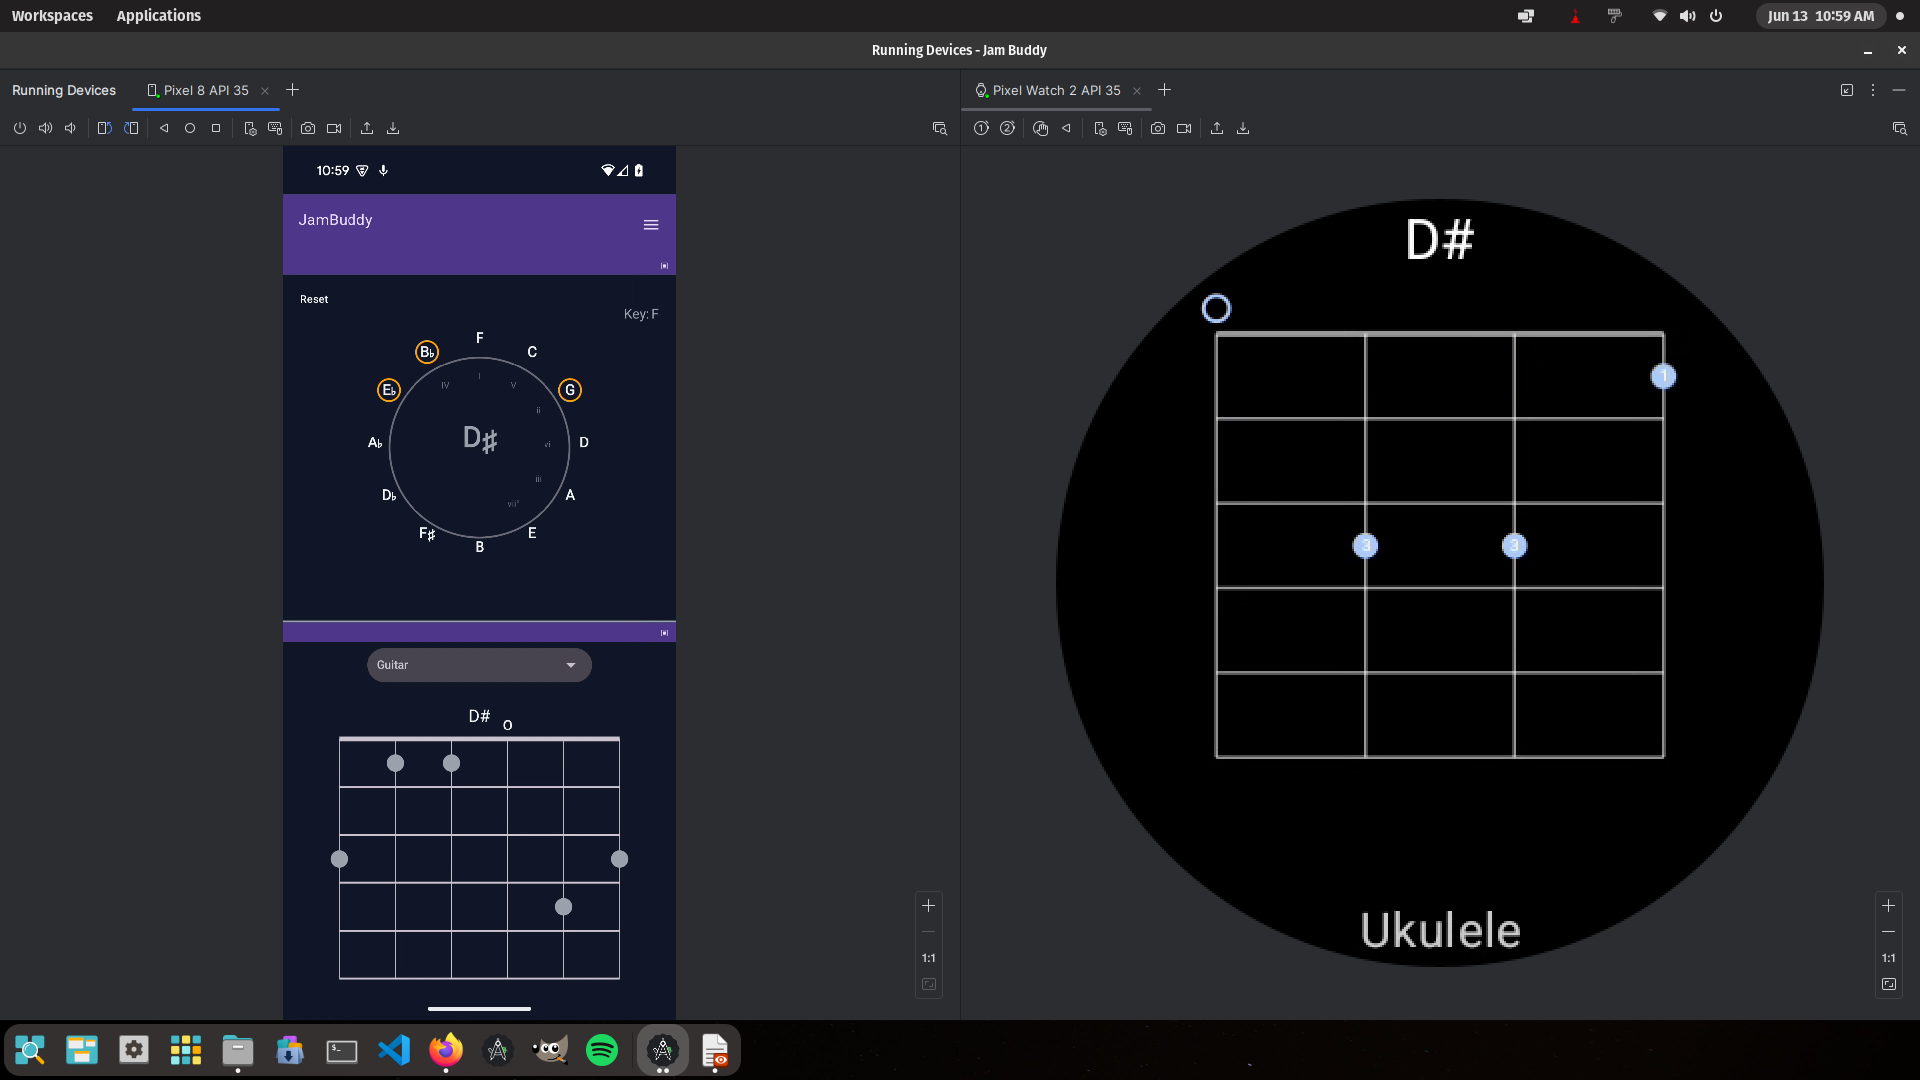 Workspaces Applications Jun 13 10:59 AM
Running Devices - Jam Buddy
Running Devices Pixel 8 API 35 Pixel Watch 2 API 35
1 2
10:59
JamBuddy
Reset
Key: F
F
B♭ C
E♭ IV I V G
ii
A♭ D♯ vi D
D♭ iii A
vii°
F♯ E
B
Guitar
D# O
1:1
D#
1
3 3
Ukulele
1:1